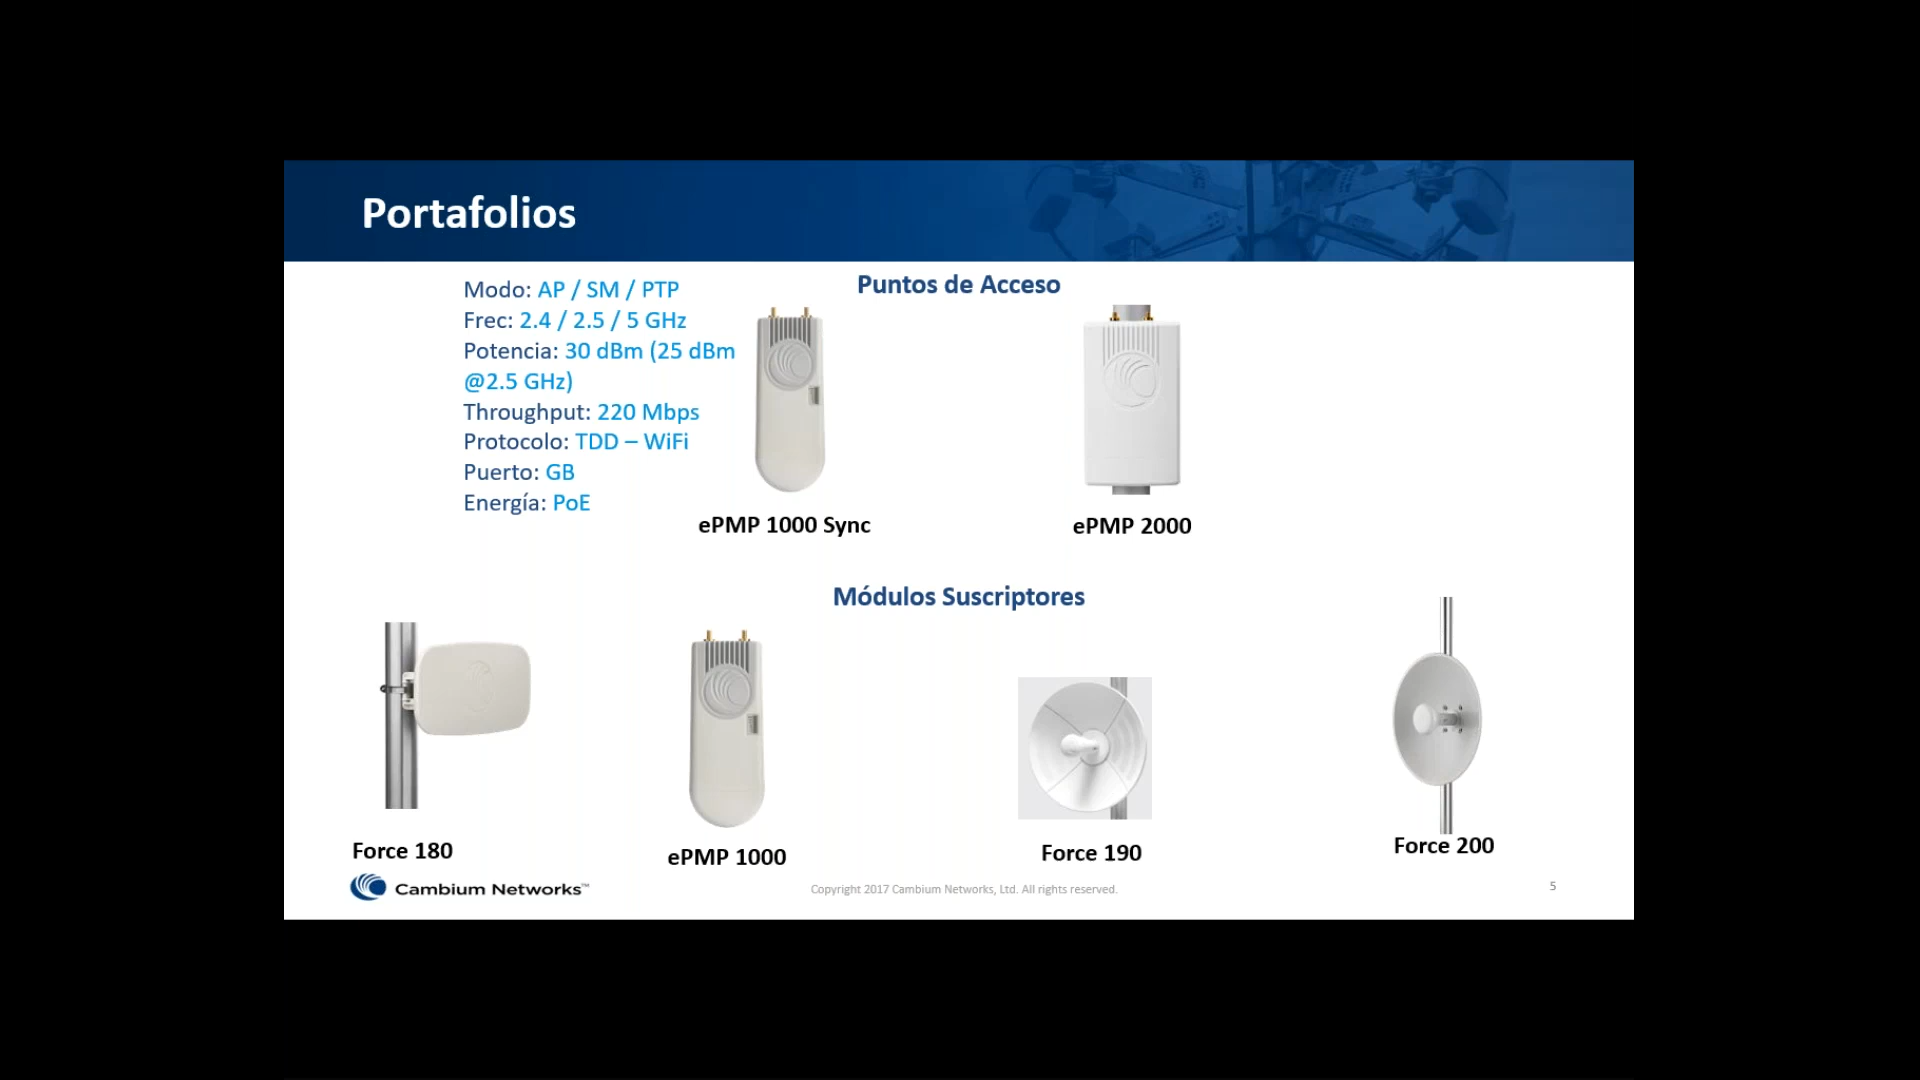 Portafolios
Puntos de Acceso
Modo: AP / SM / PTP
Frec: 2.4 / 2.5 / 5 GHz
Potencia: 30 dBm (25 dBm
@2.5 GHz)
Throughput: 220 Mbps
Protocolo: TDD – WiFi
Puerto: GB
Energía: PoE
ePMP 1000 Sync
ePMP 2000
Módulos Suscriptores
Force 180
ePMP 1000
Force 190
Force 200
Cambium Networks™
Copyright 2017 Cambium Networks, Ltd. All rights reserved.
5